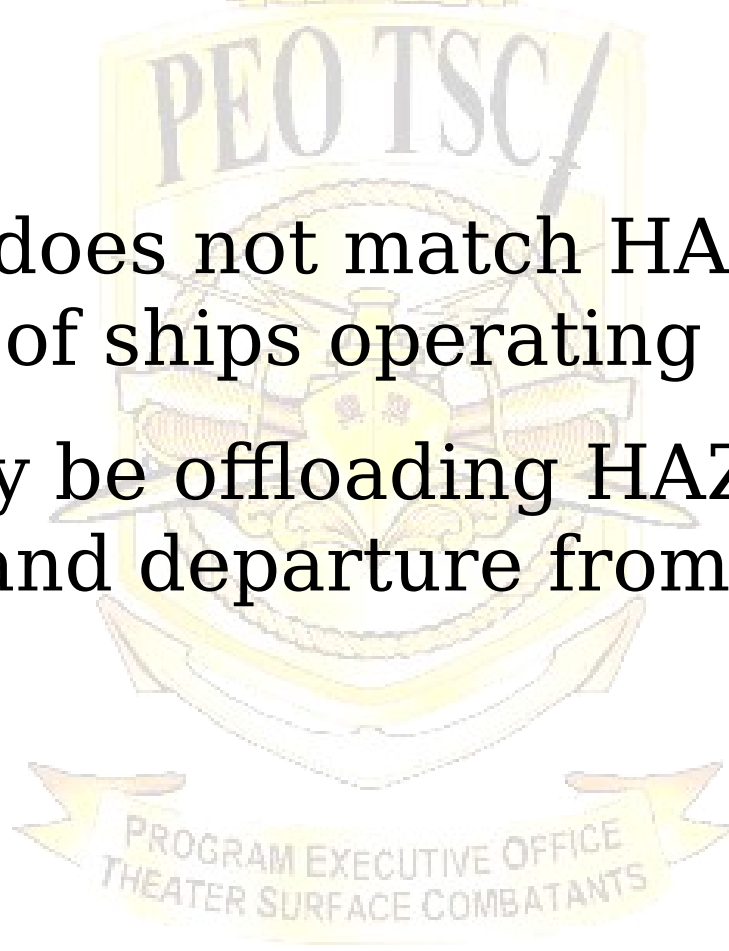 PEO TSC
does not match HA
of ships operating
y be offloading HAZ
and departure from
PROGRAM EXECUTIVE OFFICE
THEATER SURFACE COMBATANTS